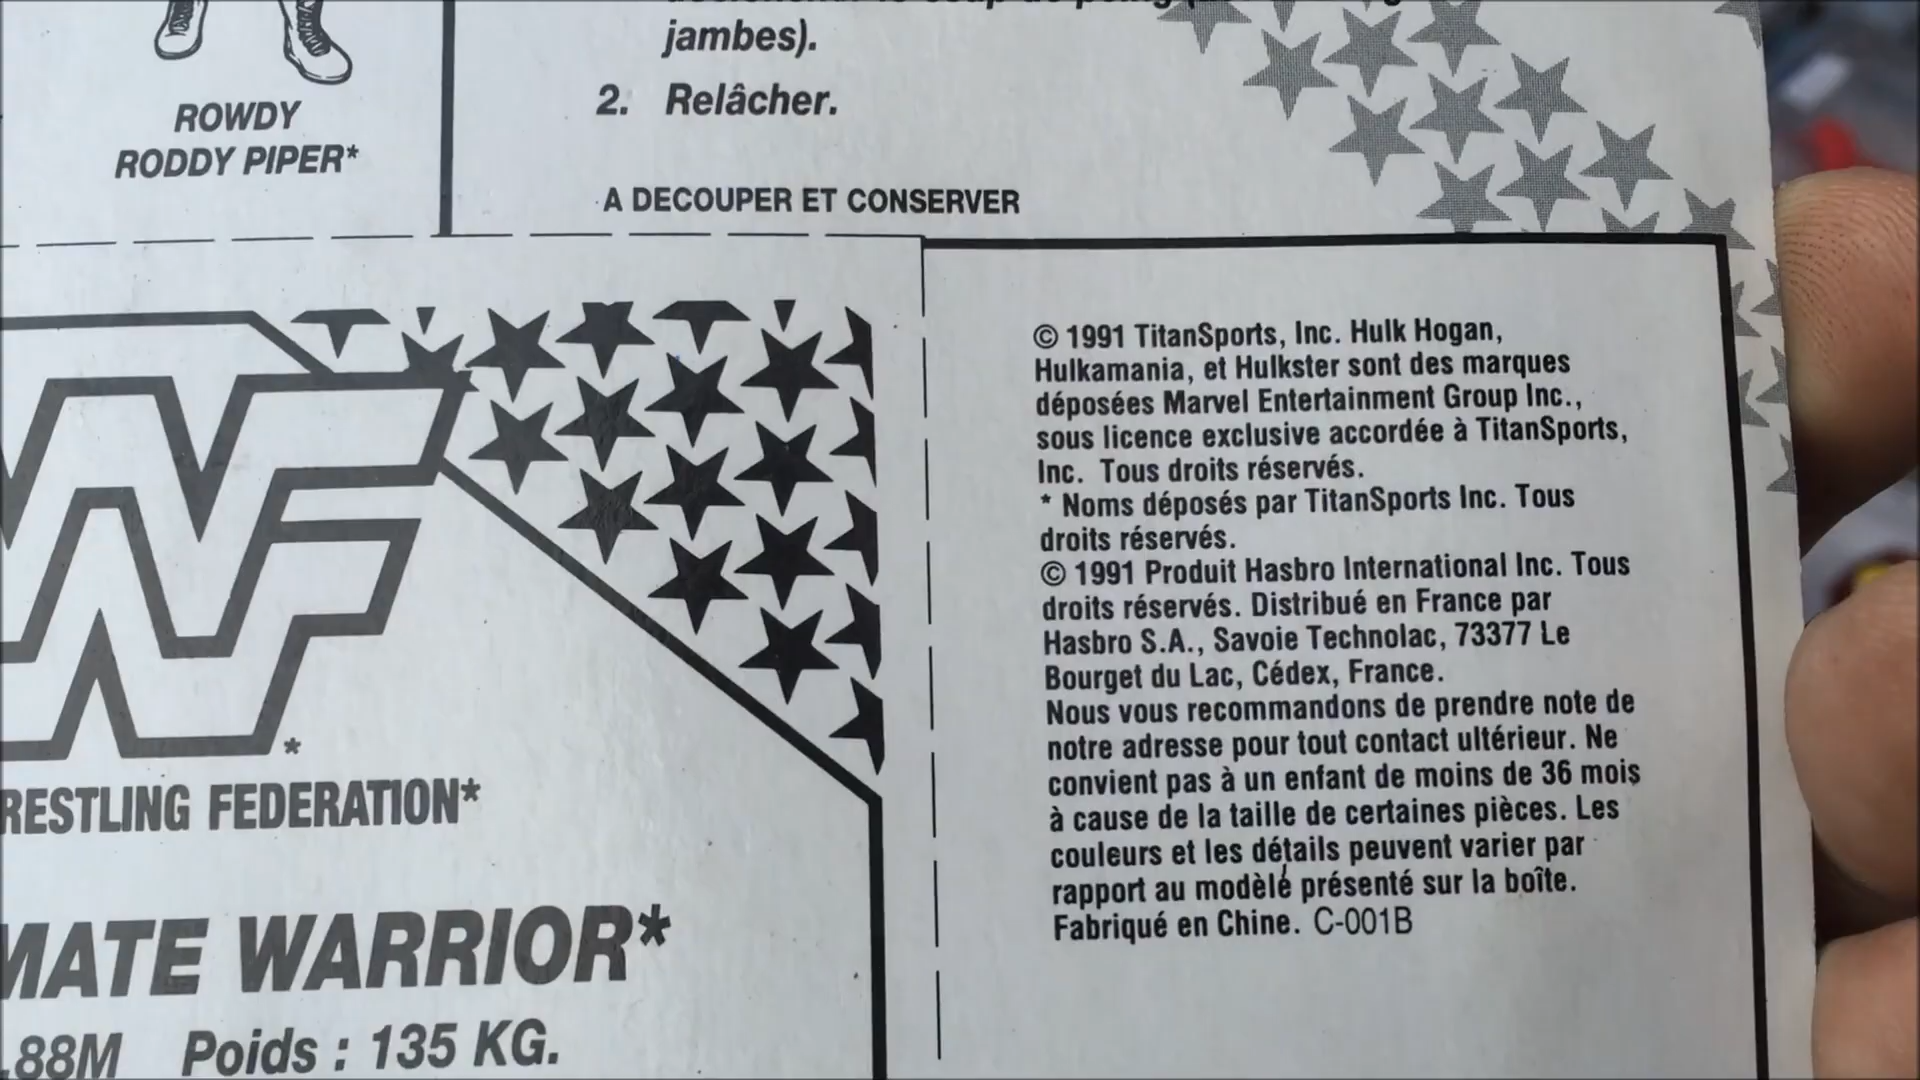 jambes).
2. Relâcher.
ROWDY
RODDY PIPER*
A DECOUPER ET CONSERVER
WF
*
RESTLING FEDERATION*
MATE WARRIOR*
.88M Poids : 135 KG.
© 1991 TitanSports, Inc. Hulk Hogan,
Hulkamania, et Hulkster sont des marques
déposées Marvel Entertainment Group Inc.,
sous licence exclusive accordée à TitanSports,
Inc. Tous droits réservés.
* Noms déposés par TitanSports Inc. Tous
droits réservés.
© 1991 Produit Hasbro International Inc. Tous
droits réservés. Distribué en France par
Hasbro S.A., Savoie Technolac, 73377 Le
Bourget du Lac, Cédex, France.
Nous vous recommandons de prendre note de
notre adresse pour tout contact ultérieur. Ne
convient pas à un enfant de moins de 36 mois
à cause de la taille de certaines pièces. Les
couleurs et les détails peuvent varier par
rapport au modèlé présenté sur la boîte.
Fabriqué en Chine. C-001B